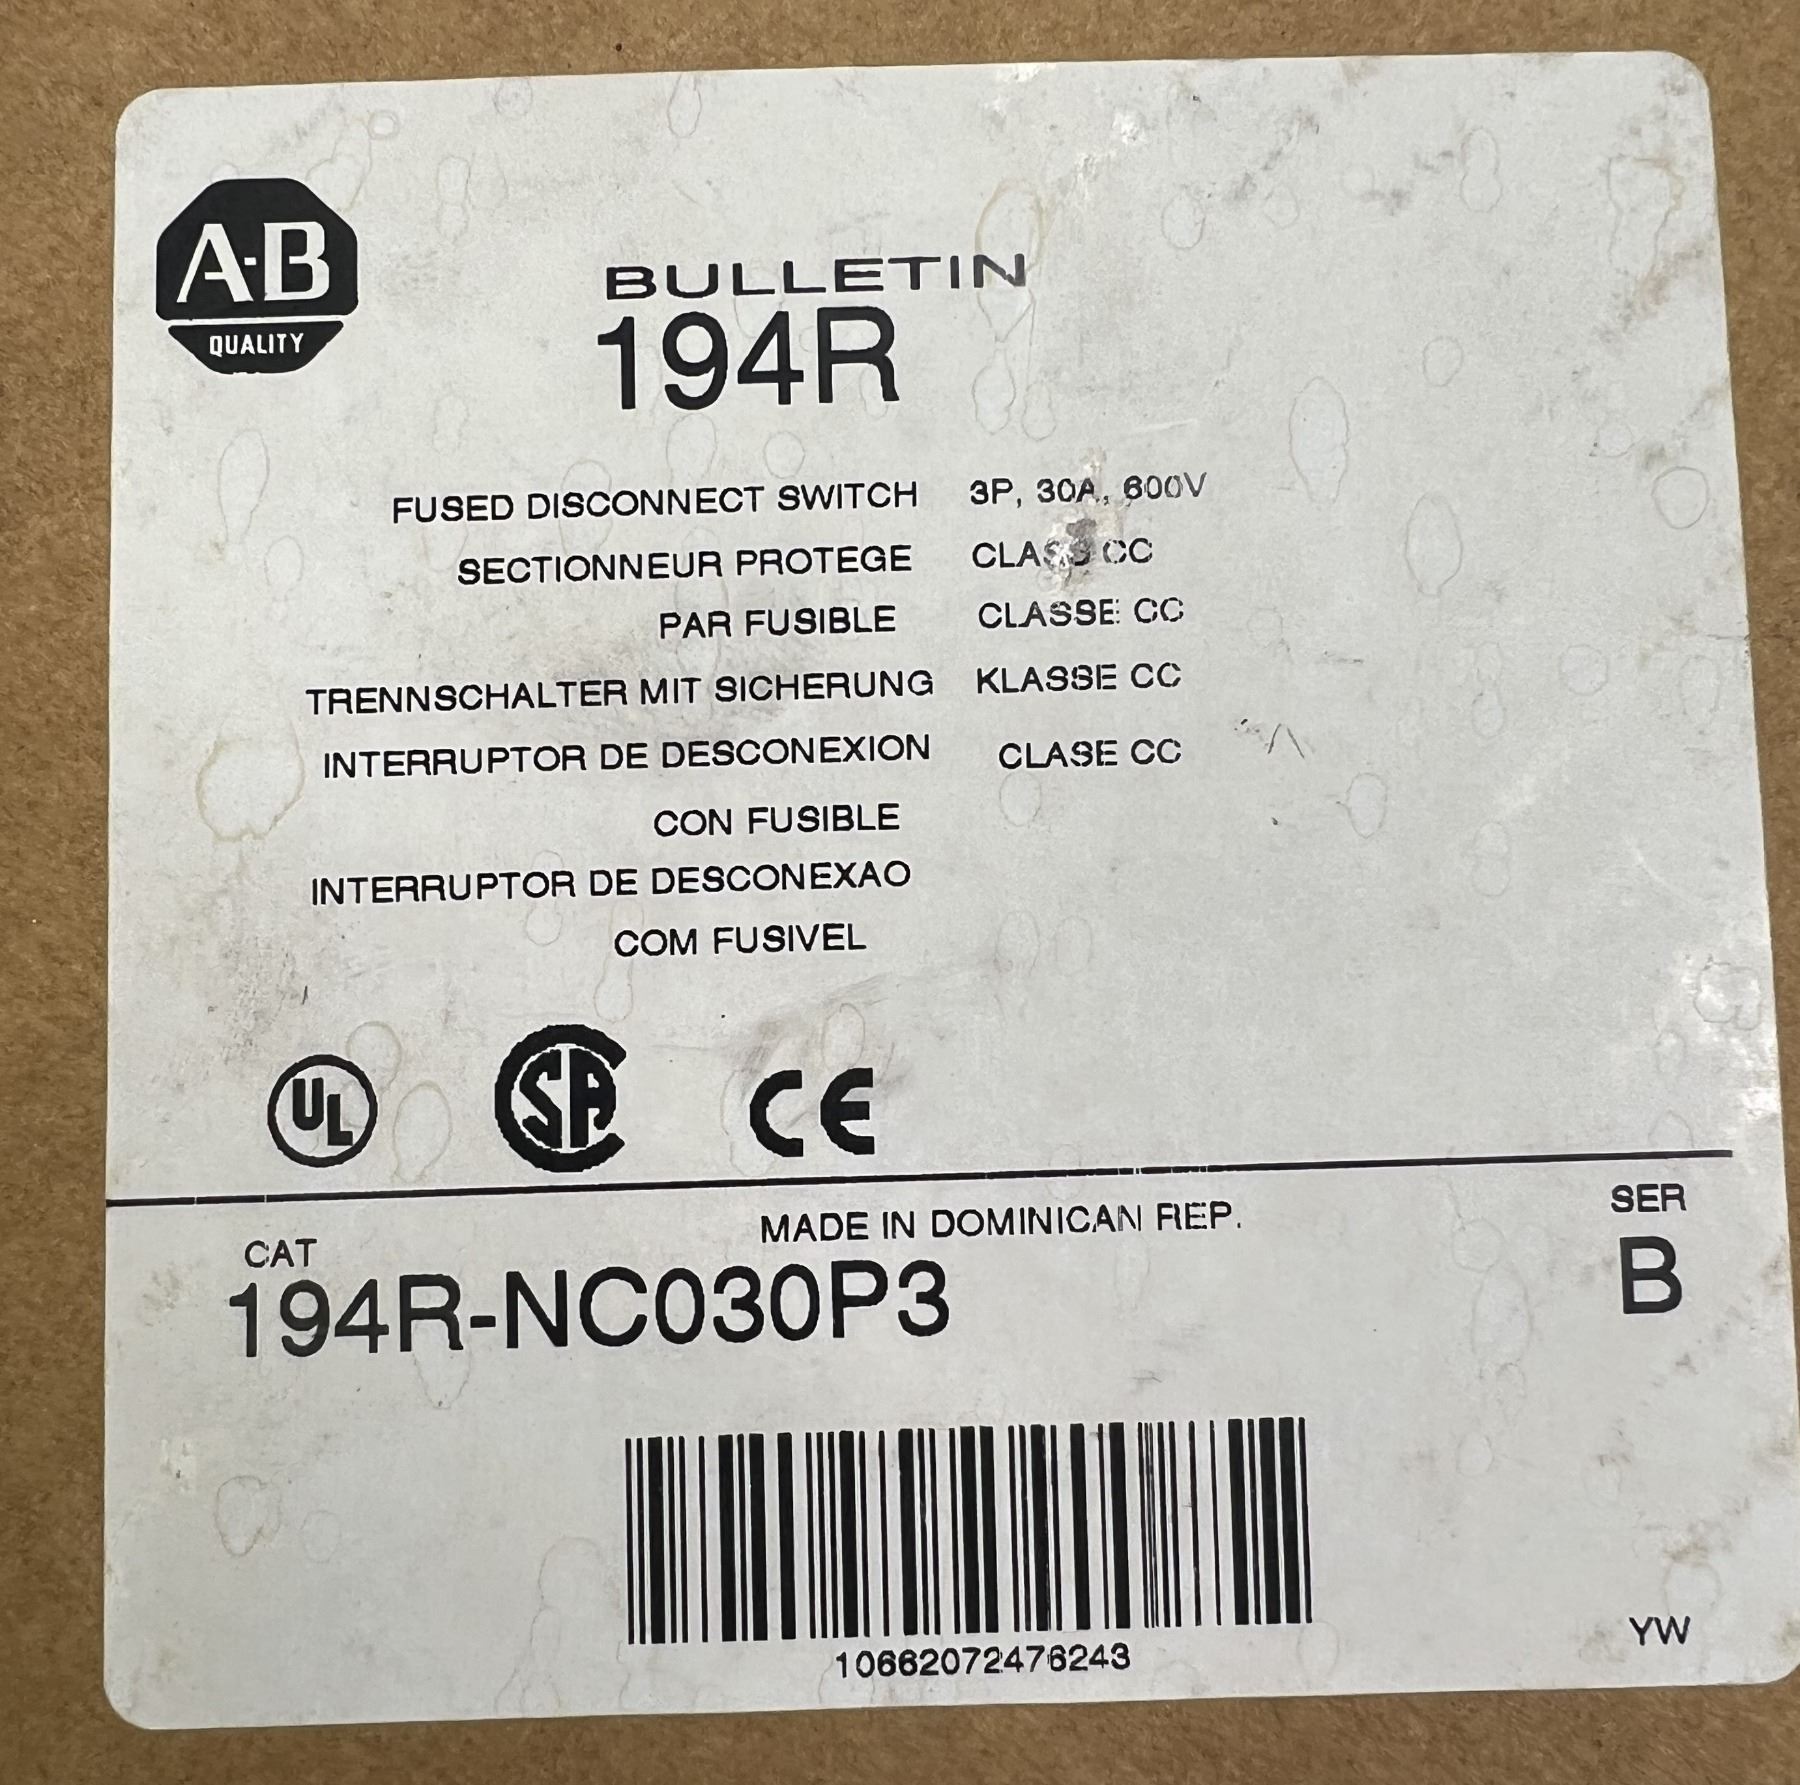 A-B
QUALITY
BULLETIN
194R
FUSED DISCONNECT SWITCH 3P, 30A, 600V
SECTIONNEUR PROTEGE CLASS CC
PAR FUSIBLE CLASSE CC
TRENNSCHALTER MIT SICHERUNG KLASSE CC
INTERRUPTOR DE DESCONEXION CLASE CC
CON FUSIBLE
INTERRUPTOR DE DESCONEXAO
COM FUSIVEL
UL SA CE
MADE IN DOMINICAN REP. SER
CAT
194R-NC030P3 B
10662072476243
YW